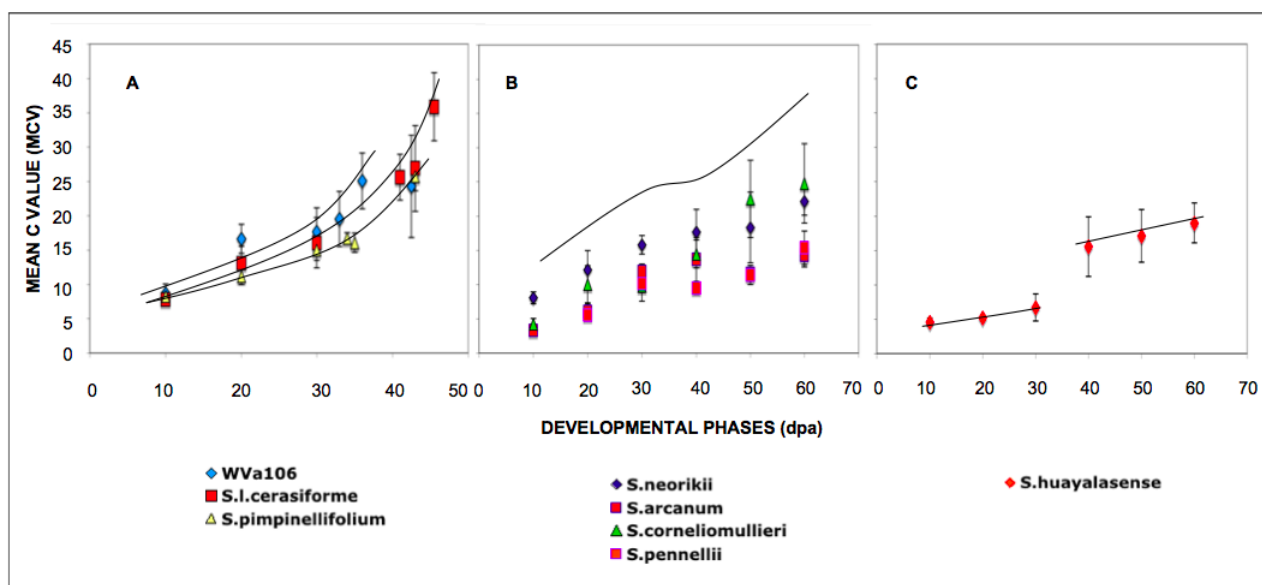 A
B
C
MEAN C VALUE (MCV)
45
40
35
30
25
20
15
10
5
0
0 10 20 30 40 50
0 10 20 30 40 50 60 70
0 10 20 30 40 50 60 70
DEVELOPMENTAL PHASES (dpa)
WVa106
S.l.cerasiforme
S.pimpinellifolium
S.neorikii
S.arcanum
S.corneliomullieri
S.pennellii
S.huayalasense